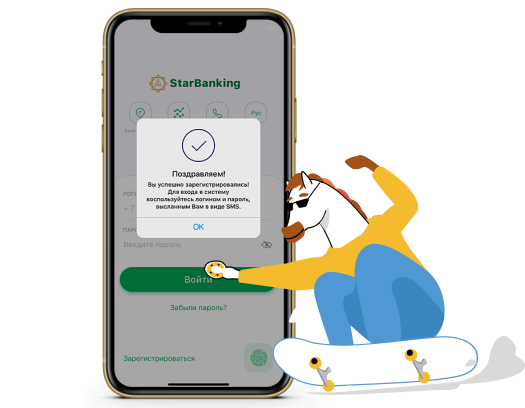 StarBanking
Рус
Поздравляем!
Вы успешно зарегистрировались!
Для входа в систему
воспользуйтесь логином и пароль,
высланным Вам в виде SMS.
OK
+ 7
Введите пароль
Войти
Забыли пароль?
Зарегистрироваться